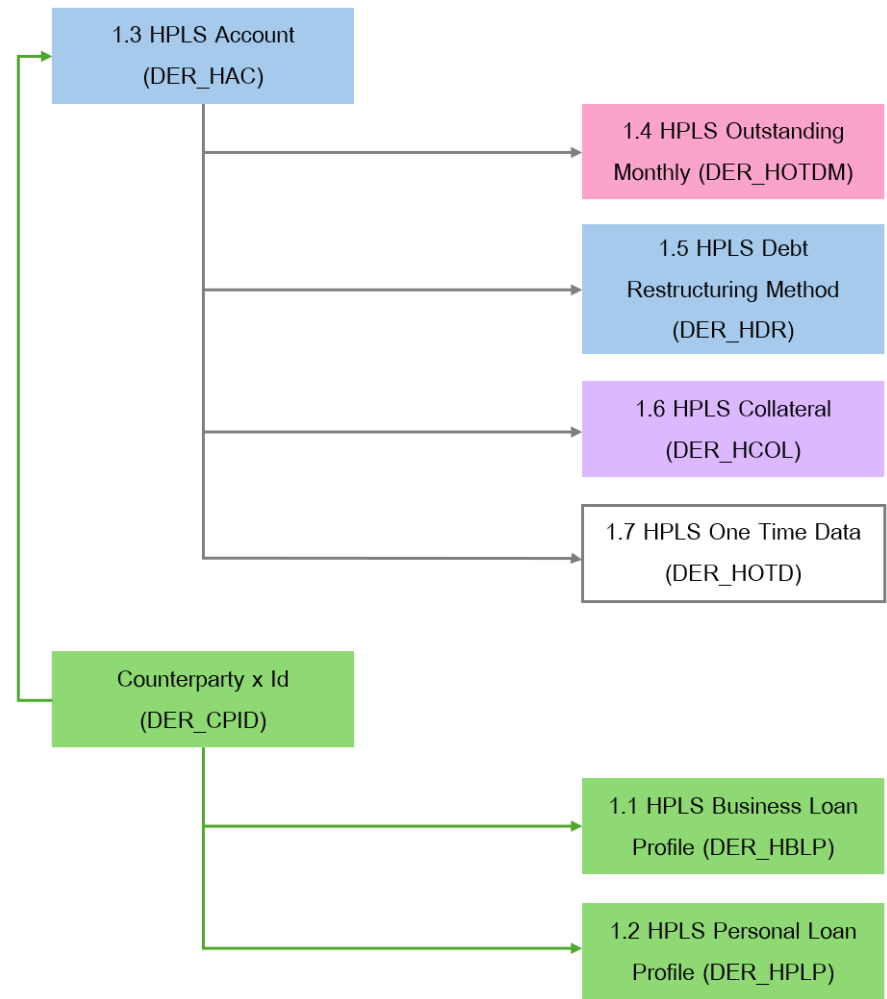 1.3 HPLS Account
(DER_HAC)
1.4 HPLS Outstanding
Monthly (DER_HOTDM)
1.5 HPLS Debt
Restructuring Method
(DER_HDR)
1.6 HPLS Collateral
(DER_HCOL)
1.7 HPLS One Time Data
(DER_HOTD)
Counterparty x Id
(DER_CPID)
1.1 HPLS Business Loan
Profile (DER_HBLP)
1.2 HPLS Personal Loan
Profile (DER_HPLP)